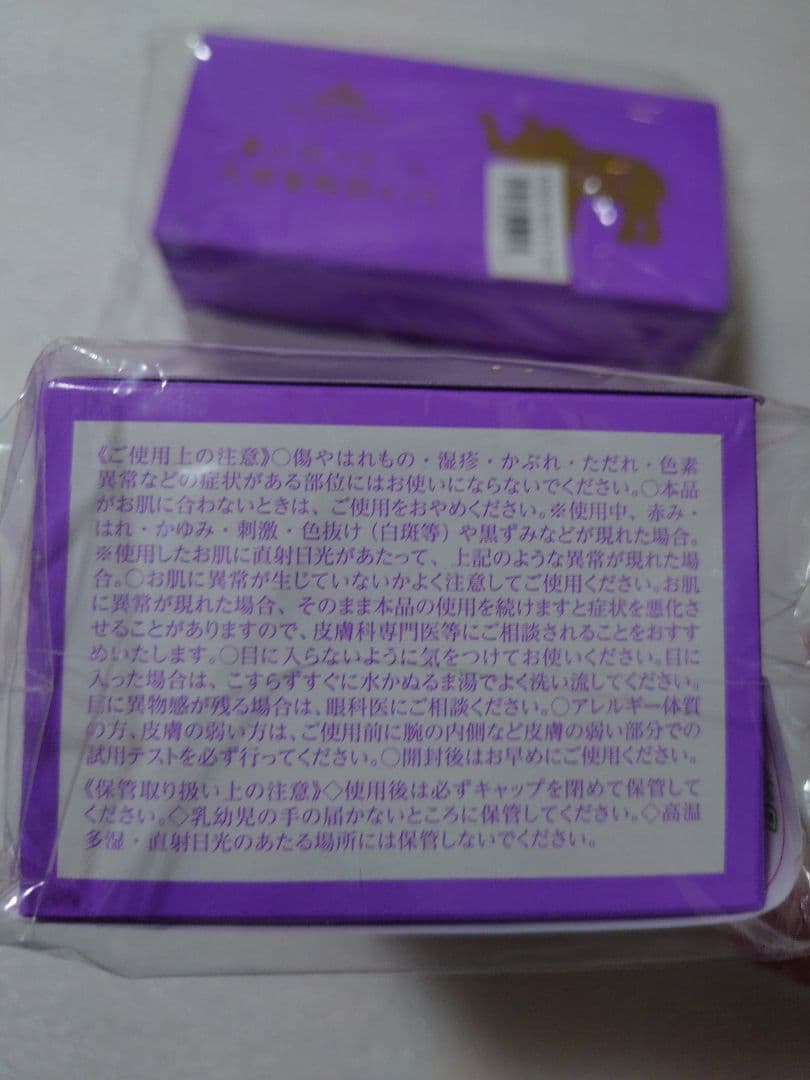 《ご使用上の注意》○傷やはれもの・湿疹・かぶれ・ただれ・色素
異常などの症状がある部位にはお使いにならないでください。○本品
がお肌に合わないときは、ご使用をおやめください。※使用中、赤み・
はれ・かゆみ・刺激・色抜け（白斑等）や黒ずみなどが現れた場合。
※使用したお肌に直射日光があたって、上記のような異常が現れた場
合。○お肌に異常が生じていないかよく注意してご使用ください。お肌
に異常が現れた場合、そのまま本品の使用を続けますと症状を悪化さ
せることがありますので、皮膚科専門医等にご相談されることをおすす
めいたします。○目に入らないように気をつけてお使いください。目に
入った場合は、こすらずすぐに水かぬるま湯でよく洗い流してください。
目に異物感が残る場合は、眼科医にご相談ください。○アレルギー体質
の方、皮膚の弱い方は、ご使用前に腕の内側など皮膚の弱い部分での
試用テストを必ず行ってください。○開封後はお早めにご使用ください。
《保管取り扱い上の注意》◇使用後は必ずキャップを閉めて保管して
ください。◇乳幼児の手の届かないところに保管してください。◇高温
多湿・直射日光のあたる場所には保管しないでください。